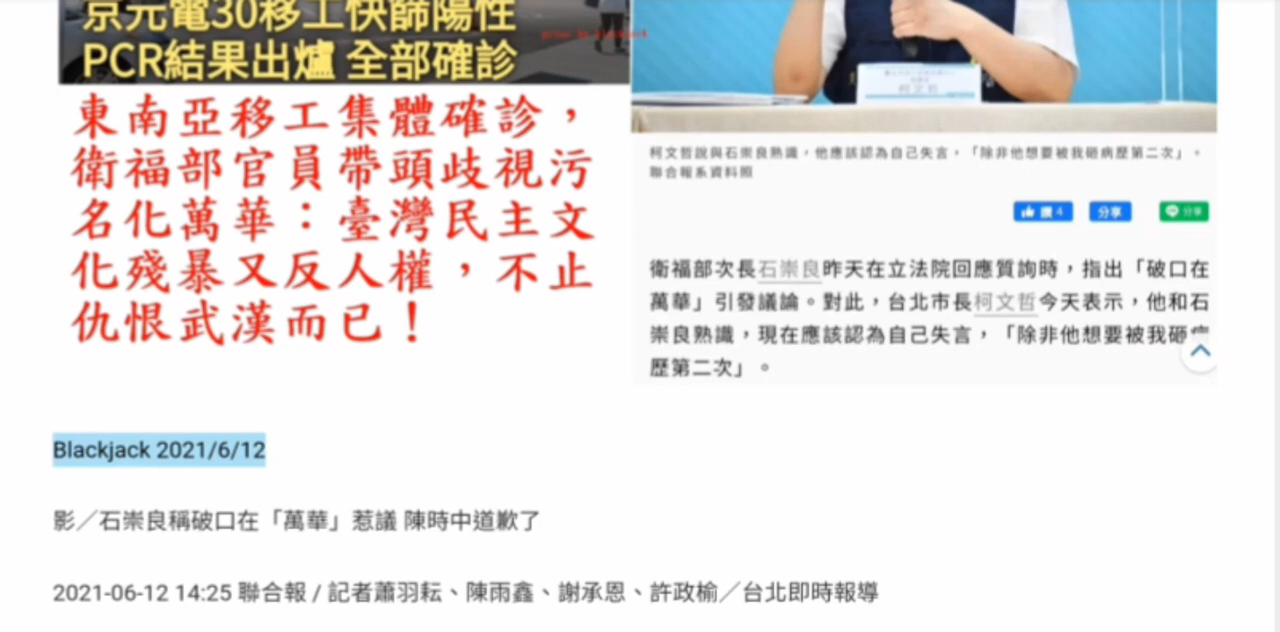 京元電30移工快篩陽性
PCR結果出爐 全部確診
東南亞移工集體確診，
衛福部官員帶頭歧視污
名化萬華：臺灣民主文
化殘暴又反人權，不止
仇恨武漢而已！
柯文哲
柯文哲說與石崇良熟識，他應該認為自己失言，「除非他想要被我砸病歷第二次」。
聯合報系資料照
讚 4
分享
分享
衛福部次長石崇良昨天在立法院回應質詢時，指出「破口在
萬華」引發議論。對此，台北市長柯文哲今天表示，他和石
崇良熟識，現在應該認為自己失言，「除非他想要被我砸病
歷第二次」。
Blackjack 2021/6/12
影／石崇良稱破口在「萬華」惹議 陳時中道歉了
2021-06-12 14:25 聯合報 / 記者蕭羽耘、陳雨鑫、謝承恩、許政榆／台北即時報導